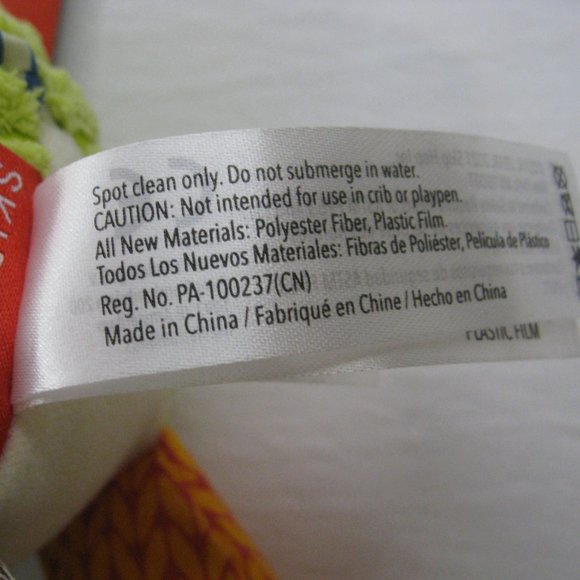 Spot clean only. Do not submerge in water.
CAUTION: Not intended for use in crib or playpen.
All New Materials: Polyester Fiber, Plastic Film.
Todos Los Nuevos Materiales: Fibras de Poliéster, Película de Plástico
Reg. No. PA-100237(CN)
Made in China / Fabriqué en Chine / Hecho en China
PLASTIC FILM